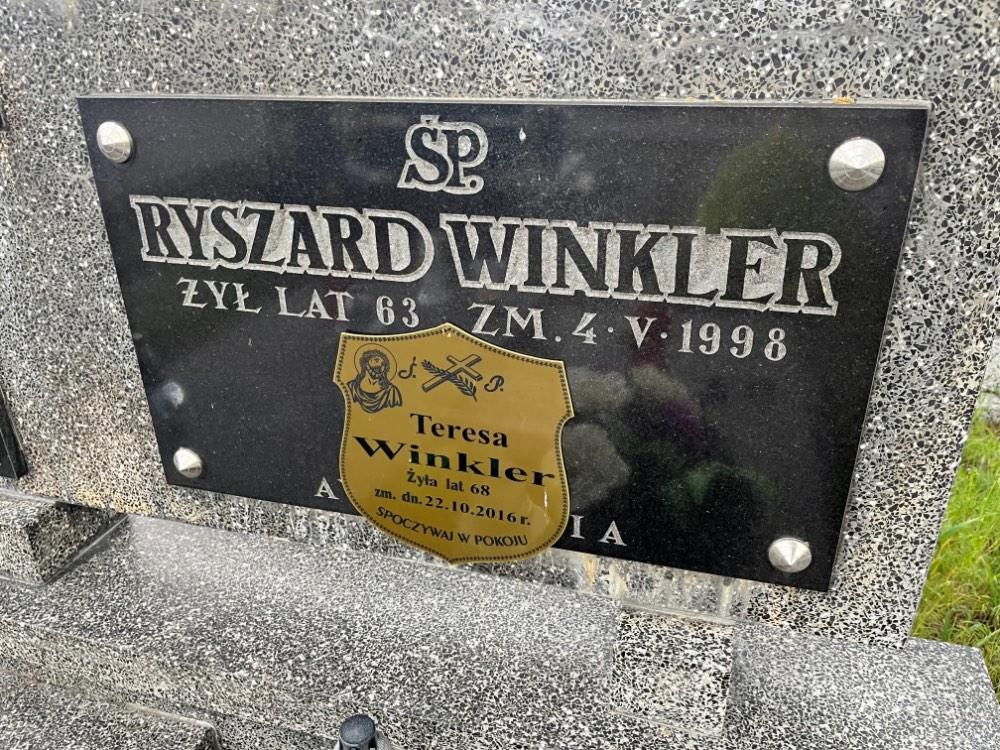 ŚP.
RYSZARD WINKLER
ŻYŁ LAT 63 ZM. 4·V·1998
Ś. P.
Teresa
Winkler
Żyła lat 68
zm. dn. 22.10.2016 r.
SPOCZYWAJ W POKOJU
A IA